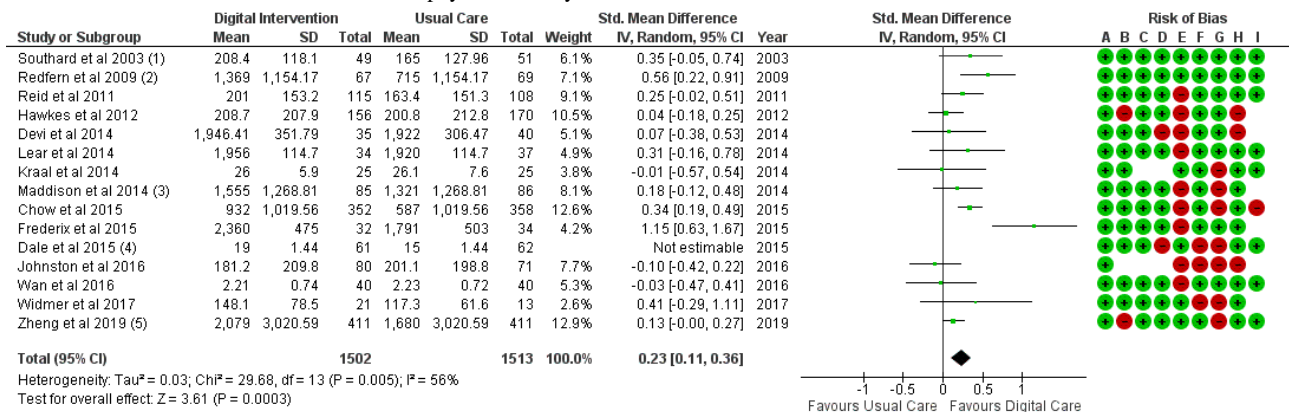 Digital Intervention Usual Care Std. Mean Difference Std. Mean Difference Risk of Bias
Study or Subgroup Mean SD Total Mean SD Total Weight IV, Random, 95% CI Year IV, Random, 95% CI A B C D E F G H I
Southard et al 2003 (1) 208.4 118.1 49 165 127.96 51 6.1% 0.35 [-0.05, 0.74] 2003
Redfern et al 2009 (2) 1,369 1,154.17 67 715 1,154.17 69 7.1% 0.56 [0.22, 0.91] 2009
Reid et al 2011 201 153.2 115 163.4 151.3 108 9.1% 0.25 [-0.02, 0.51] 2011
Hawkes et al 2012 208.7 207.9 156 200.8 212.8 170 10.5% 0.04 [-0.18, 0.25] 2012
Devi et al 2014 1,946.41 351.79 35 1,922 306.47 40 5.1% 0.07 [-0.38, 0.53] 2014
Lear et al 2014 1,956 114.7 34 1,920 114.7 37 4.9% 0.31 [-0.16, 0.78] 2014
Kraal et al 2014 26 5.9 25 26.1 7.6 25 3.8% -0.01 [-0.57, 0.54] 2014
Maddison et al 2014 (3) 1,555 1,268.81 85 1,321 1,268.81 86 8.1% 0.18 [-0.12, 0.48] 2014
Chow et al 2015 932 1,019.56 352 587 1,019.56 358 12.6% 0.34 [0.19, 0.49] 2015
Frederix et al 2015 2,360 475 32 1,791 503 34 4.2% 1.15 [0.63, 1.67] 2015
Dale et al 2015 (4) 19 1.44 61 15 1.44 62 Not estimable 2015
Johnston et al 2016 181.2 209.8 80 201.1 198.8 71 7.7% -0.10 [-0.42, 0.22] 2016
Wan et al 2016 2.21 0.74 40 2.23 0.72 40 5.4% -0.03 [-0.47, 0.41] 2016
Widmer et al 2017 148.1 78.5 21 117.3 61.6 13 2.6% 0.41 [-0.29, 1.11] 2017
Zheng et al 2019 (5) 2,079 3,020.59 411 1,680 3,020.59 411 12.9% 0.13 [-0.00, 0.27] 2019
Total (95% CI) 1502 1513 100.0% 0.23 [0.11, 0.36]
Heterogeneity: Tau² = 0.03; Chi² = 29.68, df = 13 (P = 0.005); I² = 56%
Test for overall effect: Z = 3.61 (P = 0.0003)
-1 -0.5 0 0.5 1
Favours Usual Care Favours Digital Care